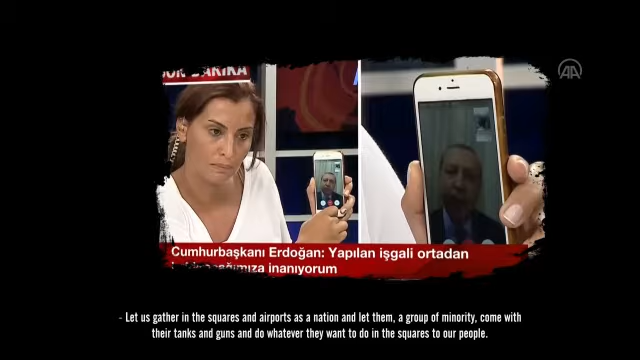 SON DAKİKA
AA
Cumhurbaşkanı Erdoğan: Yapılan işgali ortadan
inanıyorum
- Let us gather in the squares and airports as a nation and let them, a group of minority, come with
their tanks and guns and do whatever they want to do in the squares to our people.